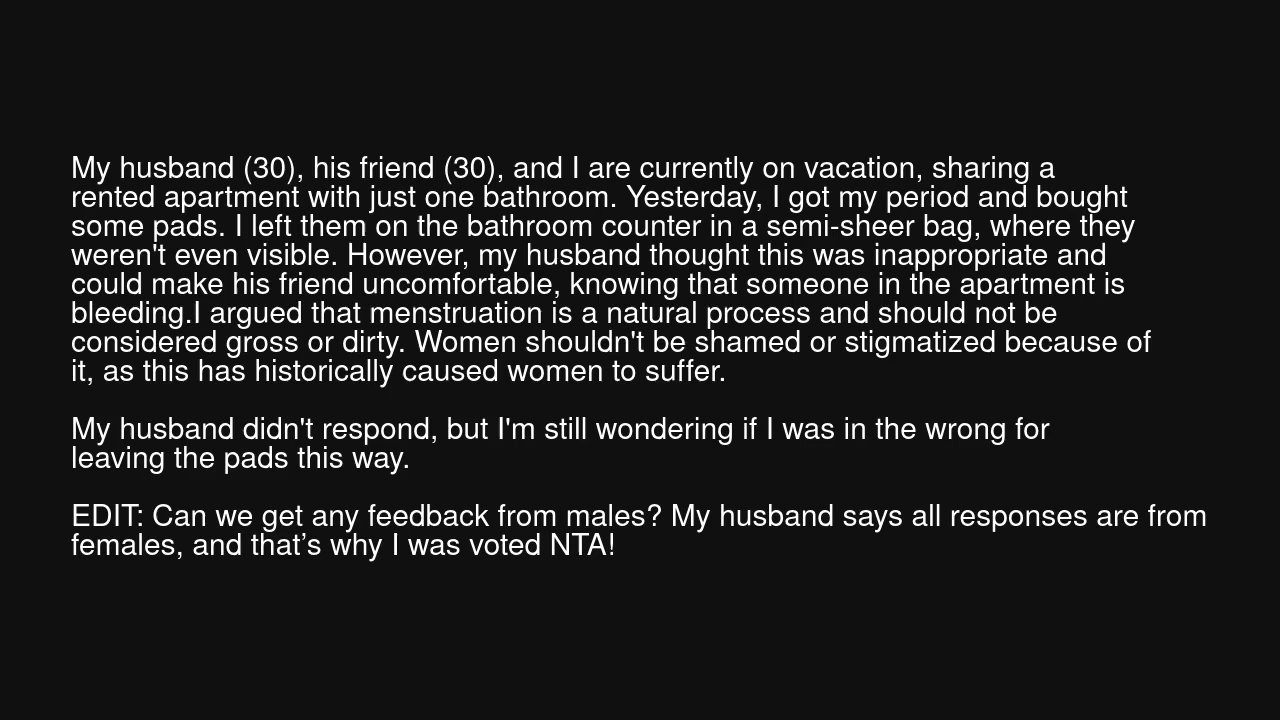 My husband (30), his friend (30), and I are currently on vacation, sharing a
rented apartment with just one bathroom. Yesterday, I got my period and bought
some pads. I left them on the bathroom counter in a semi-sheer bag, where they
weren't even visible. However, my husband thought this was inappropriate and
could make his friend uncomfortable, knowing that someone in the apartment is
bleeding.I argued that menstruation is a natural process and should not be
considered gross or dirty. Women shouldn't be shamed or stigmatized because of
it, as this has historically caused women to suffer.
My husband didn't respond, but I'm still wondering if I was in the wrong for
leaving the pads this way.
EDIT: Can we get any feedback from males? My husband says all responses are from
females, and that’s why I was voted NTA!